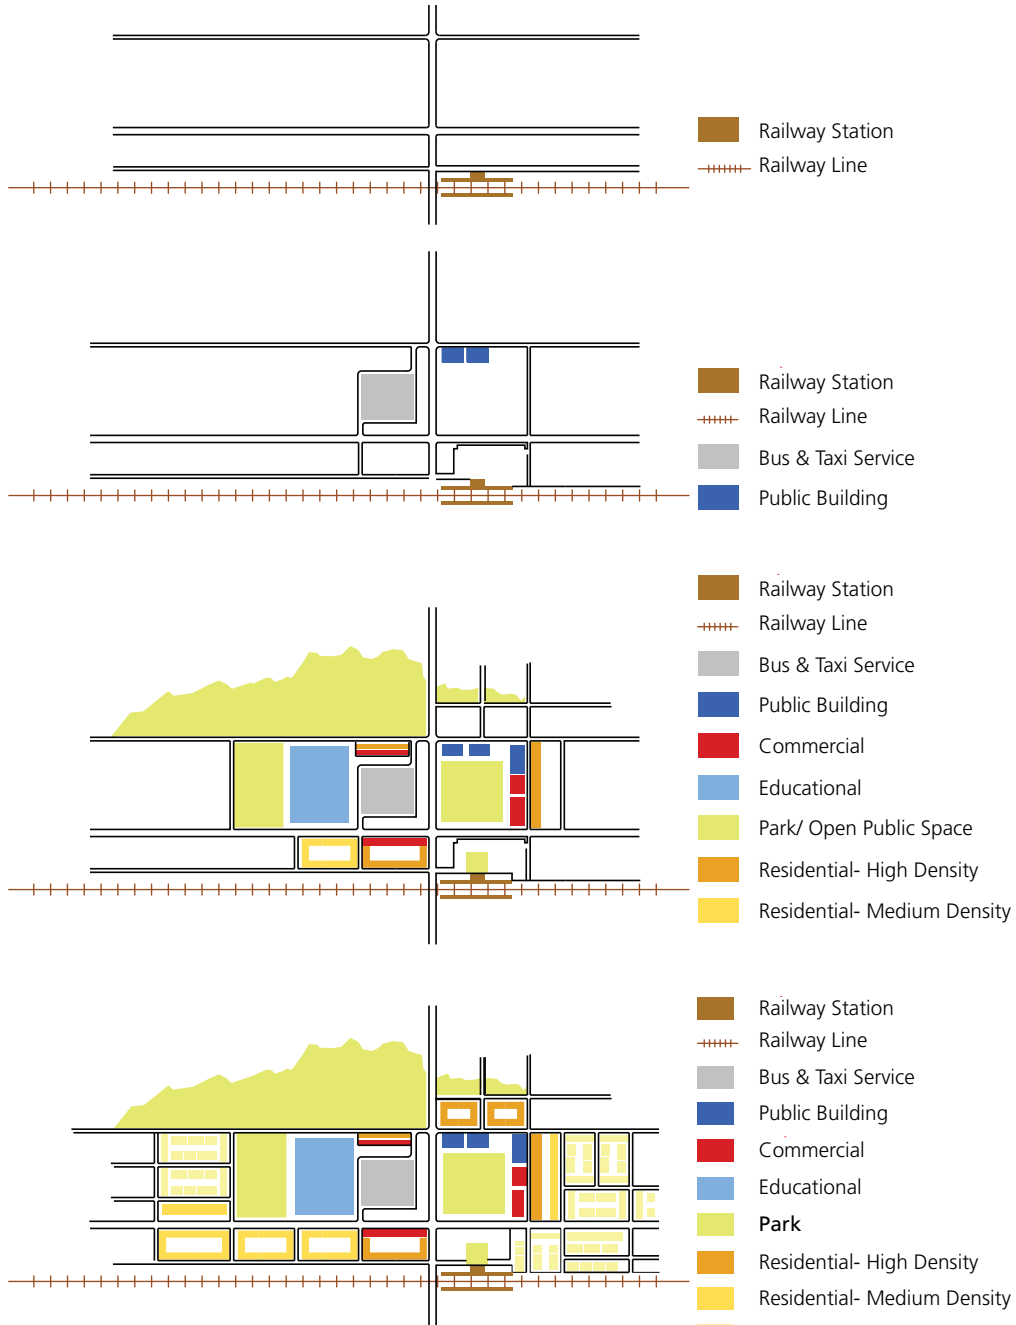 Railway Station
Railway Line
Railway Station
Railway Line
Bus & Taxi Service
Public Building
Railway Station
Railway Line
Bus & Taxi Service
Public Building
Commercial
Educational
Park/ Open Public Space
Residential- High Density
Residential- Medium Density
Railway Station
Railway Line
Bus & Taxi Service
Public Building
Commercial
Educational
Park
Residential- High Density
Residential- Medium Density